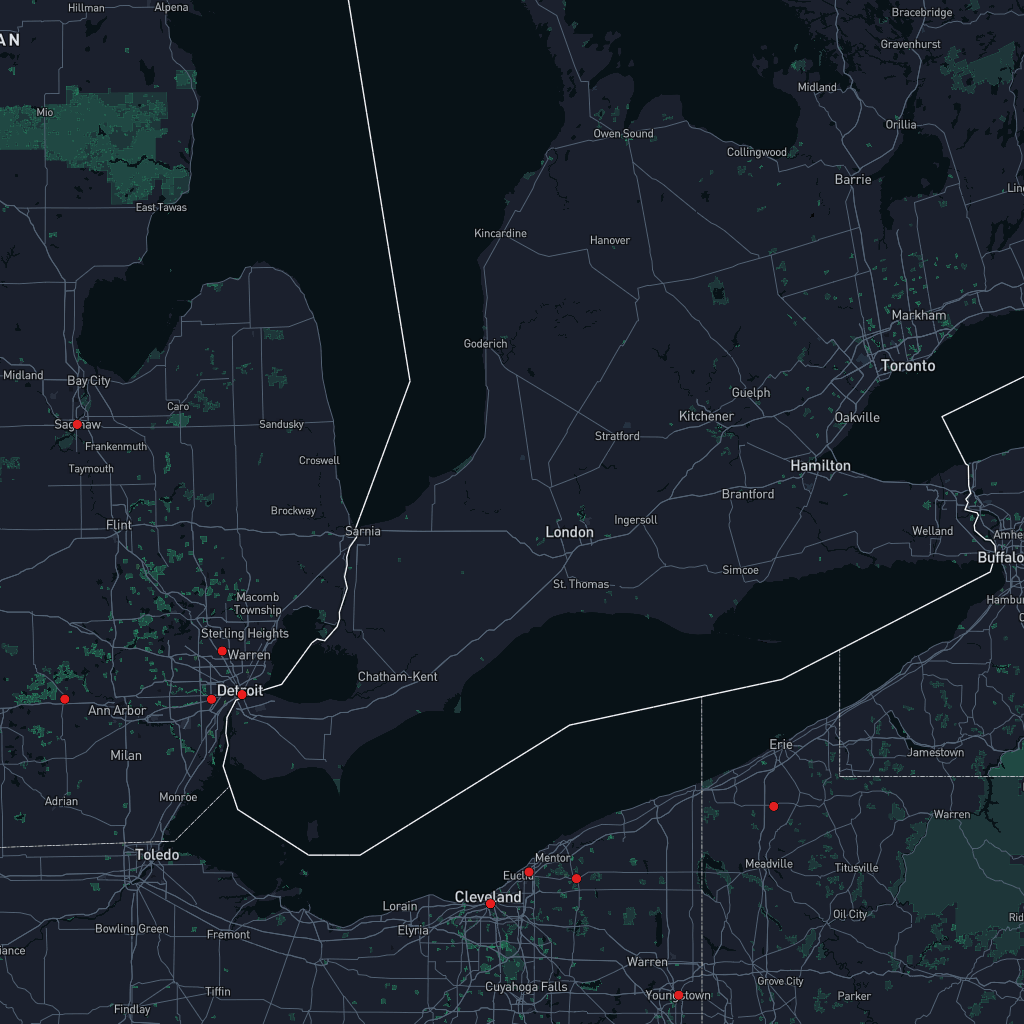 Hillman
Alpena
Bracebridge
AN
Gravenhurst
Midland
Mio
Orillia
Owen Sound
Collingwood
Barrie
East Tawas
Kincardine
Hanover
Markham
Goderich
Toronto
Midland
Bay City
Guelph
Caro
Kitchener
Oakville
Saginaw
Sandusky
Stratford
Frankenmuth
Croswell
Hamilton
Taymouth
Brantford
Brockway
Ingersoll
Flint
Sarnia
London
Welland
Buffalo
Simcoe
St. Thomas
Macomb
Township
Sterling Heights
Warren
Chatham-Kent
Detroit
Ann Arbor
Milan
Erie
Jamestown
Monroe
Adrian
Warren
Toledo
Mentor
Meadville
Titusville
Euclid
Cleveland
Lorain
Oil City
Bowling Green
Fremont
Elyria
Warren
Grove City
Cuyahoga Falls
Tiffin
Youngstown
Parker
Findlay